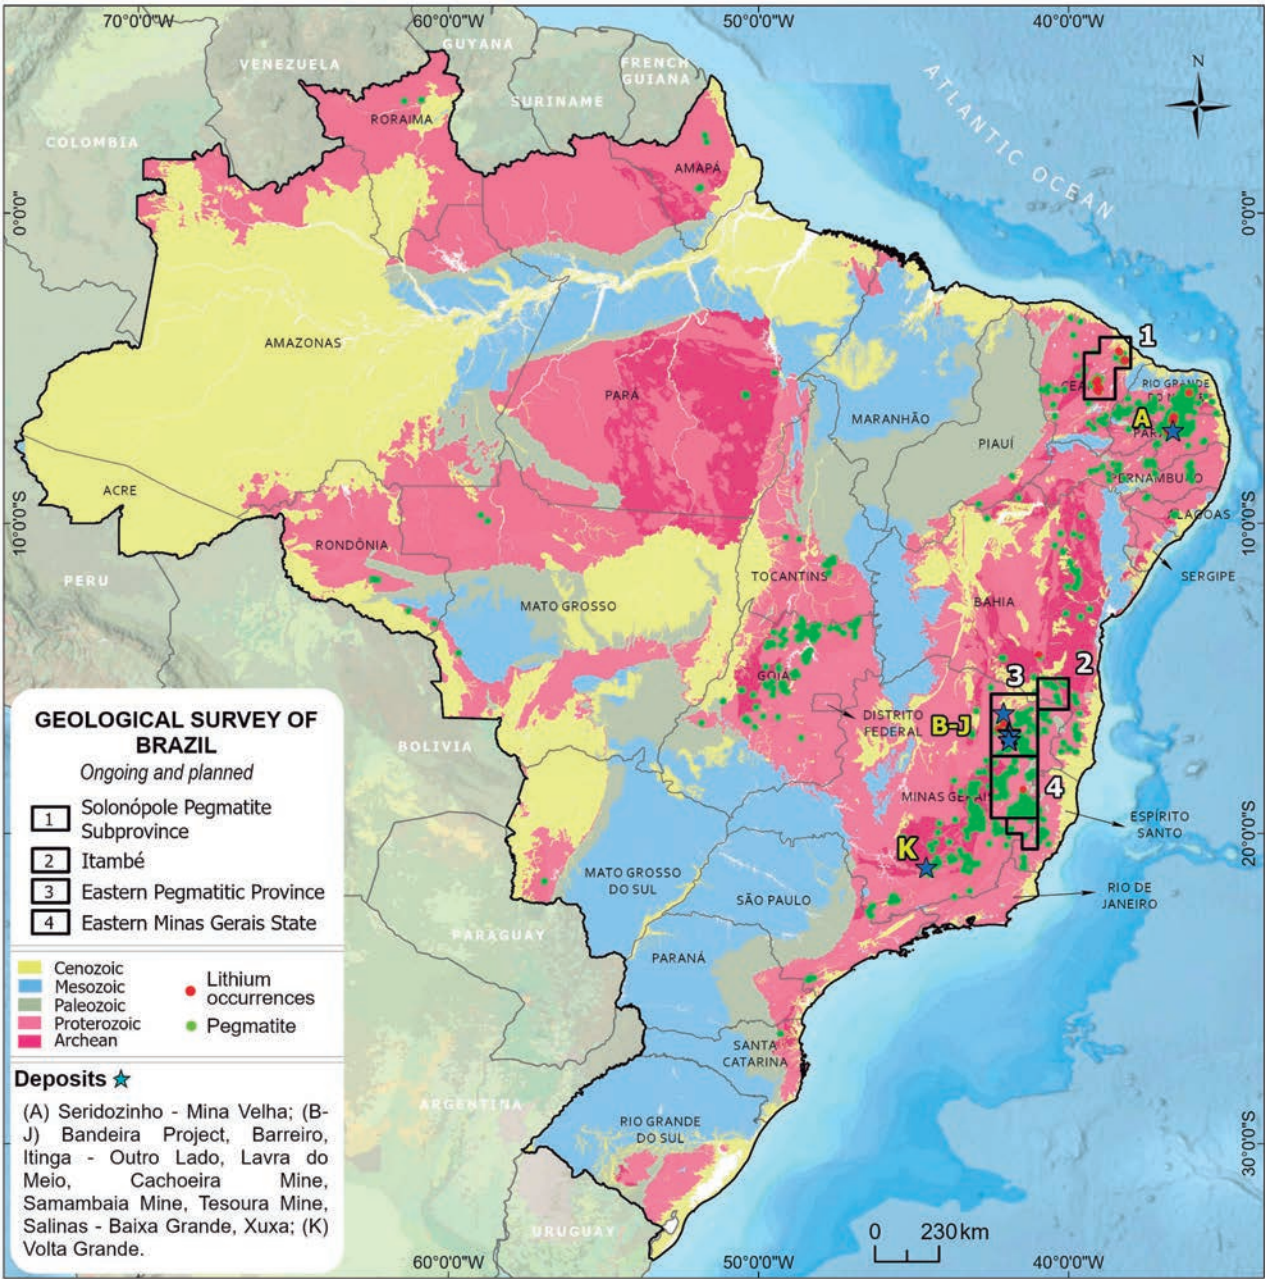 70°0'0"W 60°0'0"W 50°0'0"W 40°0'0"W
GUYANA
VENEZUELA
FRENCH
GUIANA
SURINAME
COLOMBIA
ATLANTIC OCEAN
N
RORAIMA
AMAPÁ
0°0'0"
0°0'0"
AMAZONAS
PARÁ
MARANHÃO
PIAUÍ
1
RIO GRANDE
A
PERNAMBUCO
ALAGOAS
SERGIPE
ACRE
10°0'0"S
10°0'0"S
RONDÔNIA
PERU
TOCANTINS
MATO GROSSO
BAHIA
GOIÁ
2
3
DISTRITO
FEDERAL
B-J
BOLIVIA
MINAS GERAIS
4
ESPÍRITO
SANTO
20°0'0"S
K
MATO GROSSO
DO SUL
SÃO PAULO
RIO DE
JANEIRO
PARAGUAY
PARANÁ
SANTA
CATARINA
ARGENTINA
RIO GRANDE
DO SUL
30°0'0"S
URUGUAY
0 230 km
60°0'0"W 50°0'0"W 40°0'0"W
GEOLOGICAL SURVEY OF
BRAZIL
Ongoing and planned
1 Solonópole Pegmatite
Subprovince
2 Itambé
3 Eastern Pegmatitic Province
4 Eastern Minas Gerais State
Cenozoic
Mesozoic
Paleozoic
Proterozoic
Archean
Lithium
occurrences
Pegmatite
Deposits
(A) Seridozinho - Mina Velha; (B-
J) Bandeira Project, Barreiro,
Itinga - Outro Lado, Lavra do
Meio, Cachoeira Mine,
Samambaia Mine, Tesoura Mine,
Salinas - Baixa Grande, Xuxa; (K)
Volta Grande.